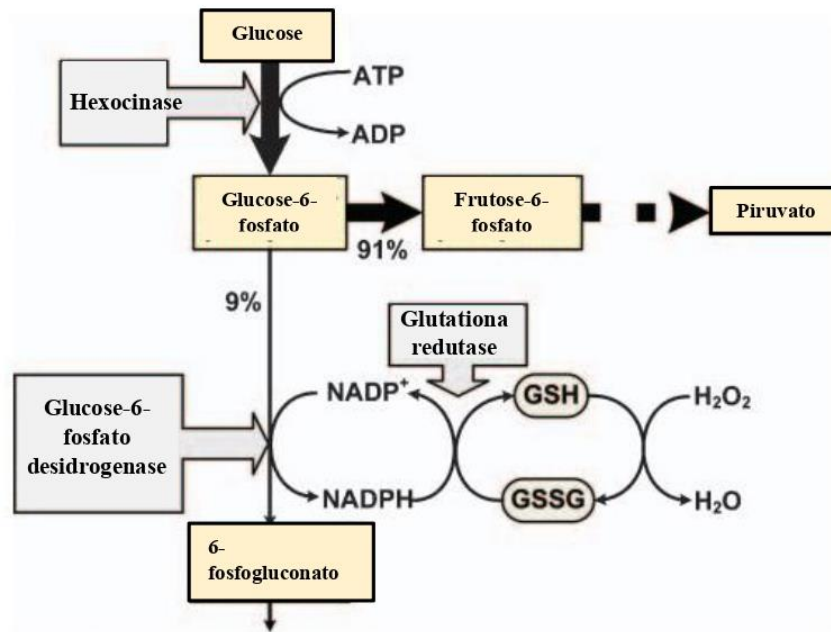 Glucose
Hexocinase
ATP
ADP
Glucose-6-
fosfato
Frutose-6-
fosfato
Piruvato
91%
9%
Glutationa
redutase
Glucose-6-
fosfato
desidrogenase
NADP⁺
GSH
H₂O₂
NADPH
GSSG
H₂O
6-
fosfogluconato